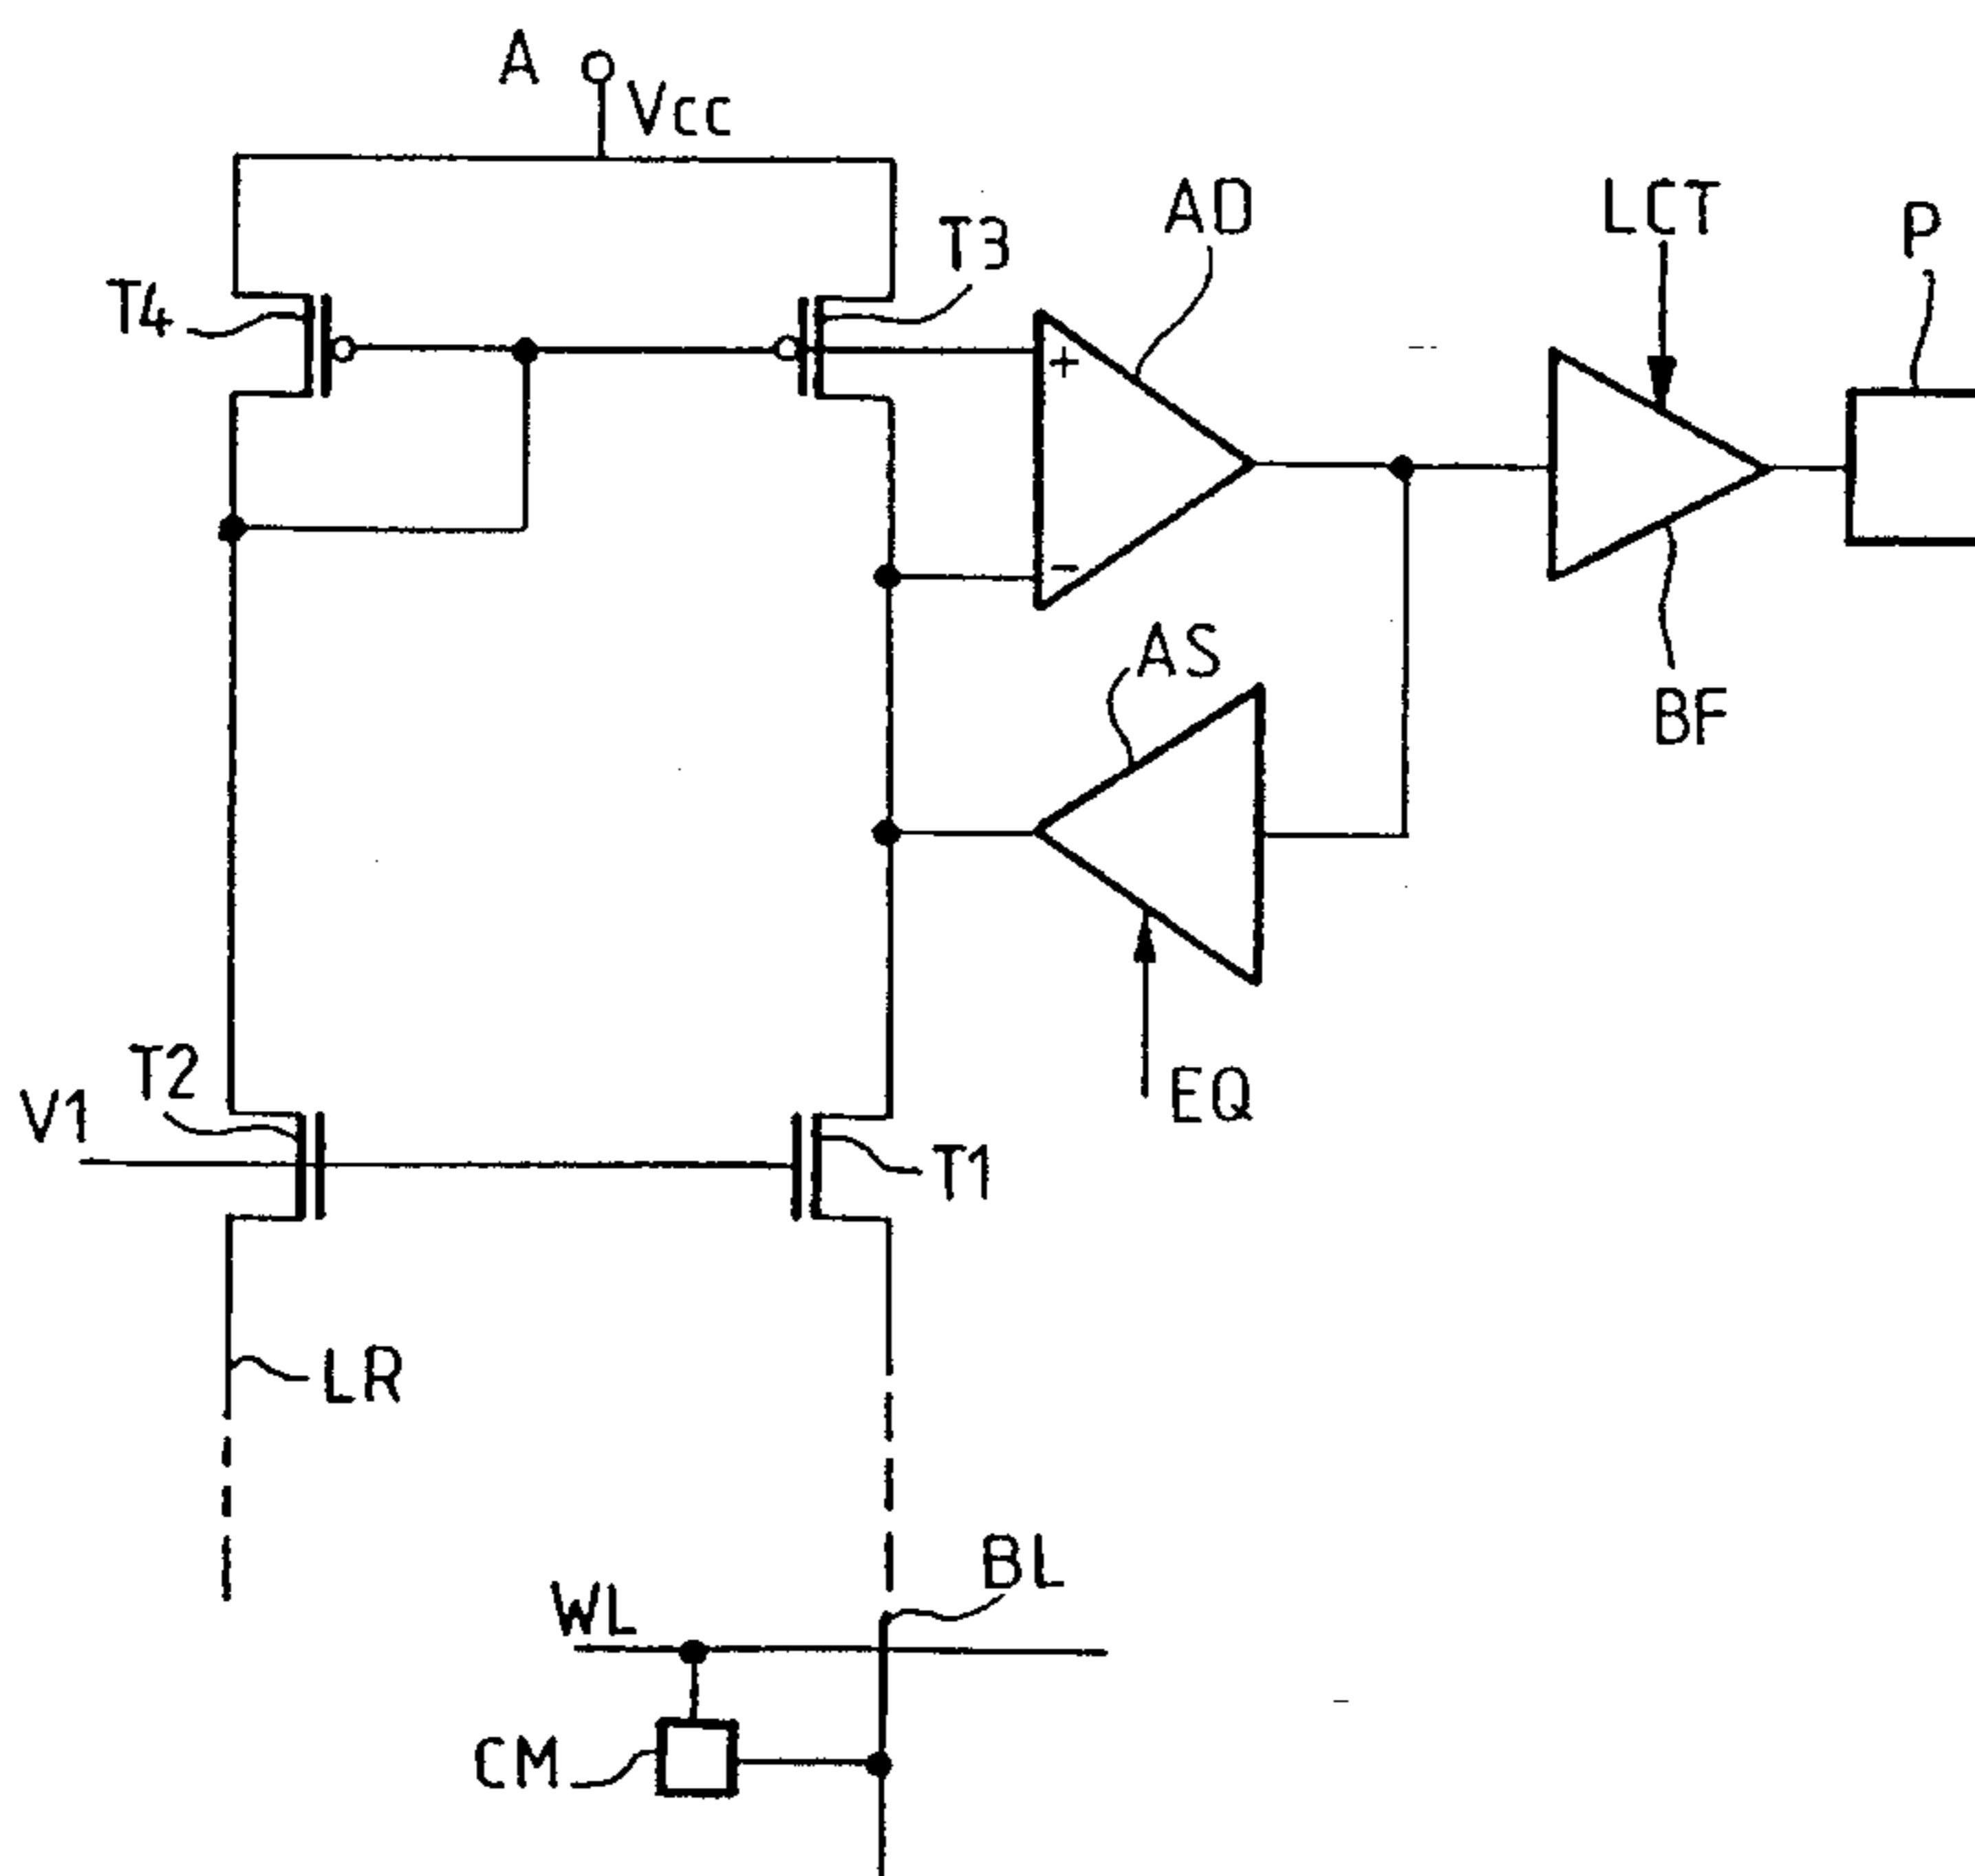 A
Vcc
T4
T3
AD
LCT
P
+
-
AS
BF
EQ
T2
V1
T1
LR
BL
WL
CM